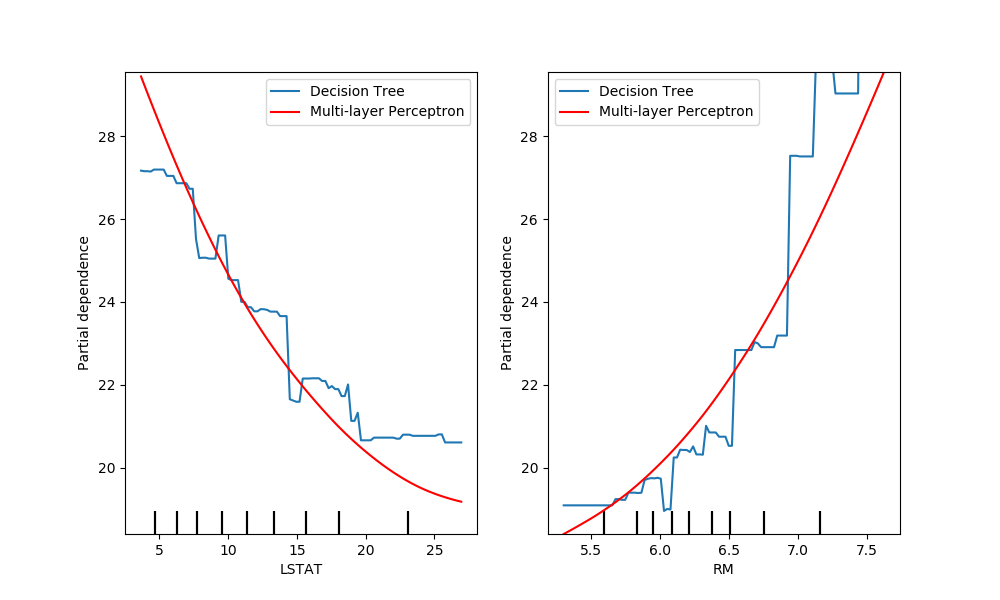 Decision Tree
Multi-layer Perceptron
Partial dependence
28
26
24
22
20
5 10 15 20 25
LSTAT
Decision Tree
Multi-layer Perceptron
Partial dependence
28
26
24
22
20
5.5 6.0 6.5 7.0 7.5
RM